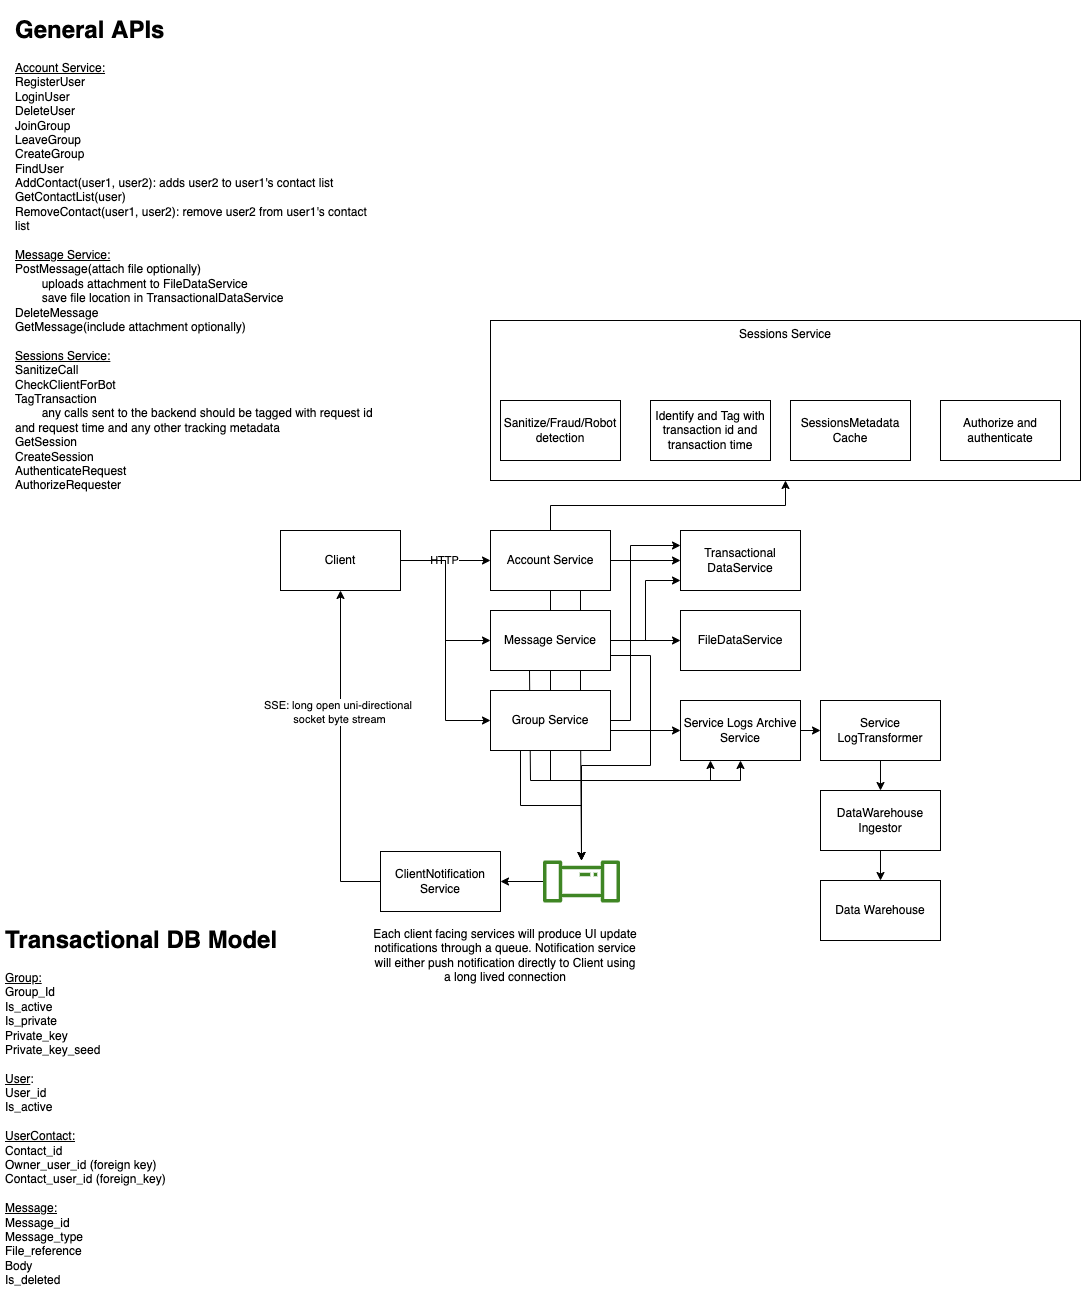 General APIs
Account Service:
RegisterUser
LoginUser
DeleteUser
JoinGroup
LeaveGroup
CreateGroup
FindUser
AddContact(user1, user2): adds user2 to user1's contact list
GetContactList(user)
RemoveContact(user1, user2): remove user2 from user1's contact
list
Message Service:
PostMessage(attach file optionally)
uploads attachment to FileDataService
save file location in TransactionalDataService
DeleteMessage
GetMessage(include attachment optionally)
Sessions Service:
SanitizeCall
CheckClientForBot
TagTransaction
any calls sent to the backend should be tagged with request id
and request time and any other tracking metadata
GetSession
CreateSession
AuthenticateRequest
AuthorizeRequester
Sessions Service
Sanitize/Fraud/Robot
detection
Identify and Tag with
transaction id and
transaction time
SessionsMetadata
Cache
Authorize and
authenticate
Client
HTTP
Account Service
Transactional
DataService
Message Service
FileDataService
SSE: long open uni-directional
socket byte stream
Group Service
Service Logs Archive
Service
Service
LogTransformer
DataWarehouse
Ingestor
Data Warehouse
ClientNotification
Service
Each client facing services will produce UI update
notifications through a queue. Notification service
will either push notification directly to Client using
a long lived connection
Transactional DB Model
Group:
Group_Id
Is_active
Is_private
Private_key
Private_key_seed
User:
User_id
Is_active
UserContact:
Contact_id
Owner_user_id (foreign key)
Contact_user_id (foreign_key)
Message:
Message_id
Message_type
File_reference
Body
Is_deleted